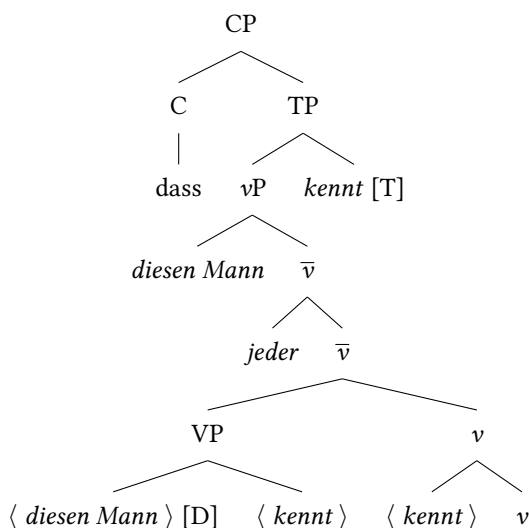 CP
C TP
dass vP kennt [T]
diesen Mann v̅
jeder v̅
VP v
⟨ diesen Mann ⟩ [D] ⟨ kennt ⟩ ⟨ kennt ⟩ v